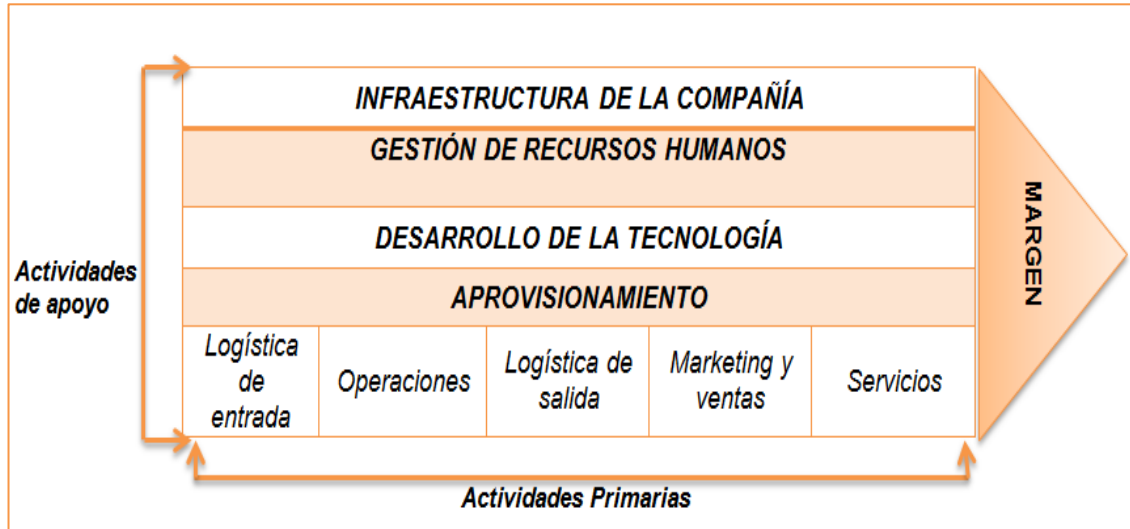 INFRAESTRUCTURA DE LA COMPAÑÍA
GESTIÓN DE RECURSOS HUMANOS
DESARROLLO DE LA TECNOLOGÍA
APROVISIONAMIENTO
Actividades
de apoyo
Logística
de
entrada
Operaciones
Logística de
salida
Marketing y
ventas
Servicios
MARGEN
Actividades Primarias